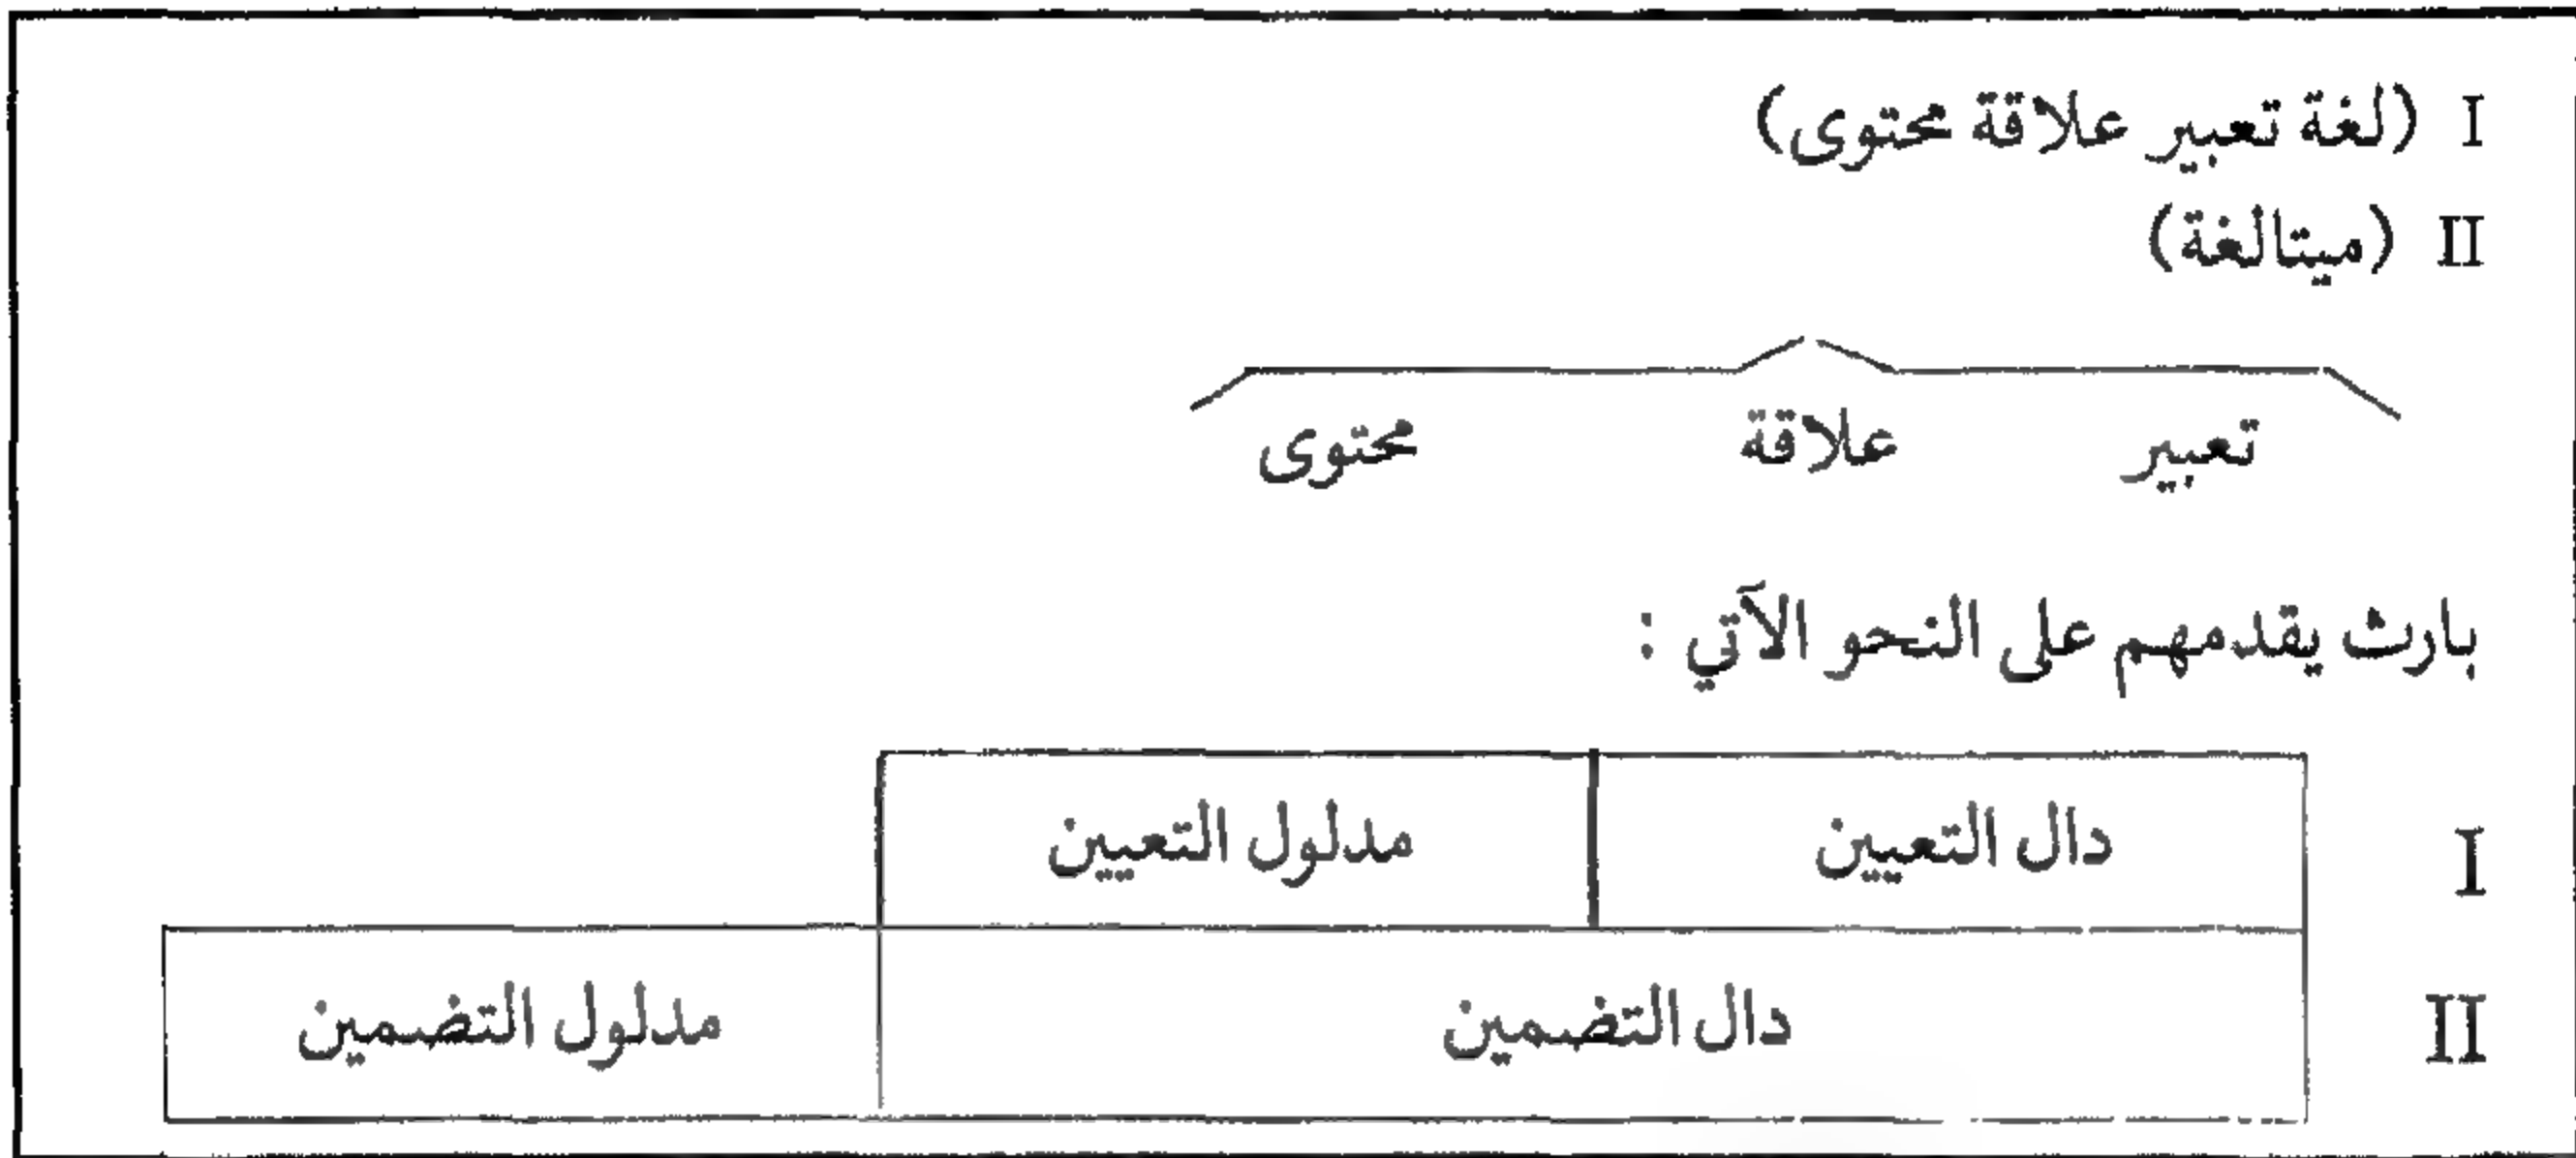 I (لغة تعبير علاقة محتوى)
II (ميتالغة)
تعبير علاقة محتوى
بارث يقدمهم على النحو الآتي :
I دال التعيين مدلول التعيين
II دال التضمين مدلول التضمين